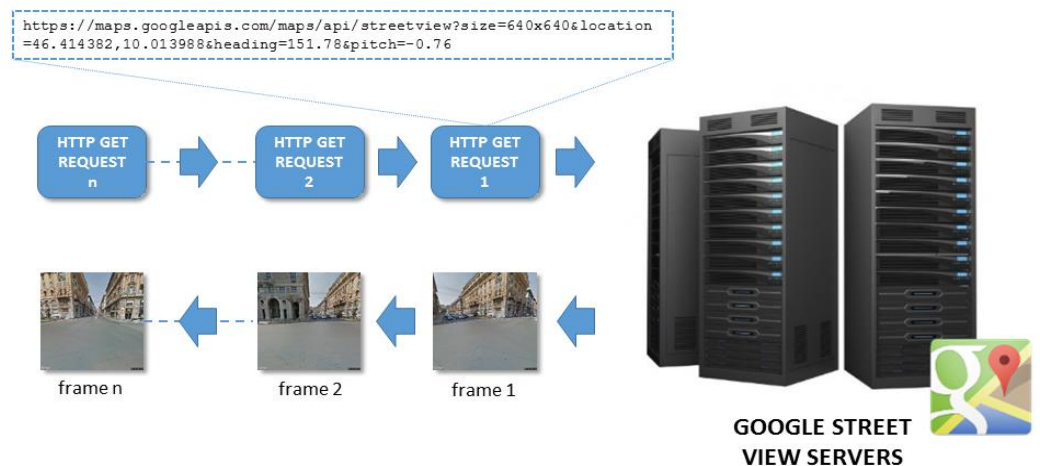 https://maps.googleapis.com/maps/api/streetview?size=640x640&location
=46.414382,10.013988&heading=151.78&pitch=-0.76
HTTP GET
REQUEST
n
HTTP GET
REQUEST
2
HTTP GET
REQUEST
1
frame n
frame 2
frame 1
GOOGLE STREET
VIEW SERVERS